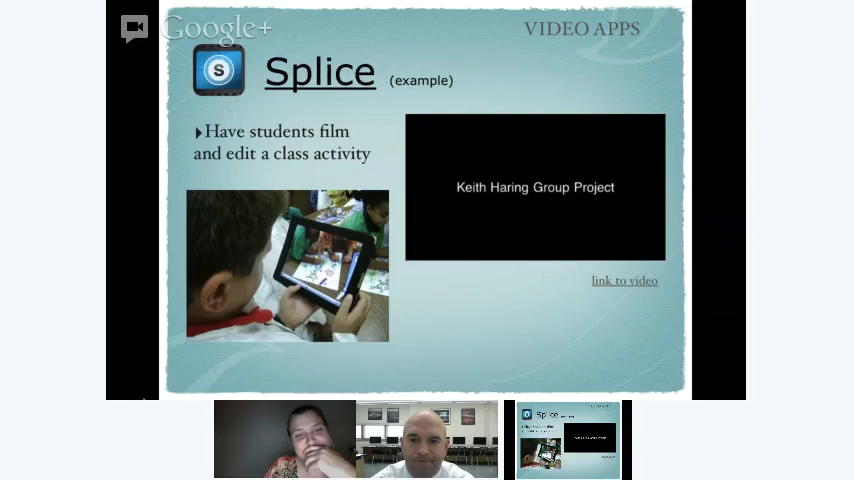 Google+
VIDEO APPS
S
Splice (example)
Have students film
and edit a class activity
Keith Haring Group Project
link to video
Splice